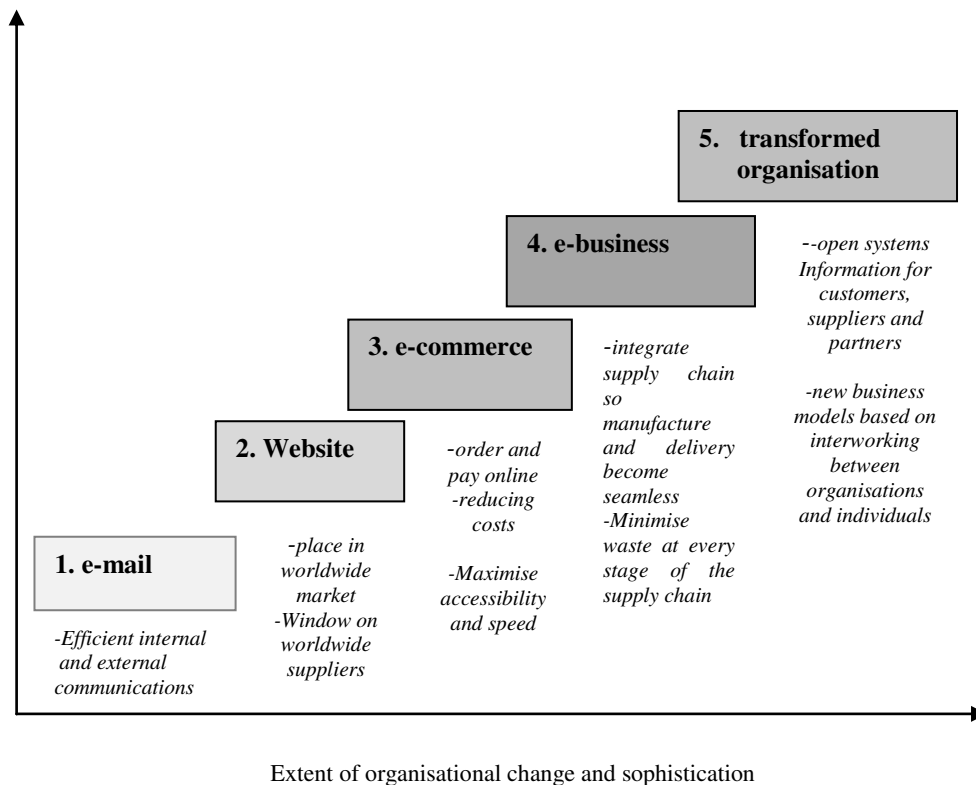 1. e-mail
-Efficient internal
and external
communications
2. Website
-place in
worldwide
market
-Window on
worldwide
suppliers
3. e-commerce
-order and
pay online
-reducing
costs
-Maximise
accessibility
and speed
4. e-business
-integrate
supply chain
so
manufacture
and delivery
become
seamless
-Minimise
waste at every
stage of the
supply chain
5. transformed
organisation
--open systems
Information for
customers,
suppliers and
partners
-new business
models based on
interworking
between
organisations
and individuals
Extent of organisational change and sophistication